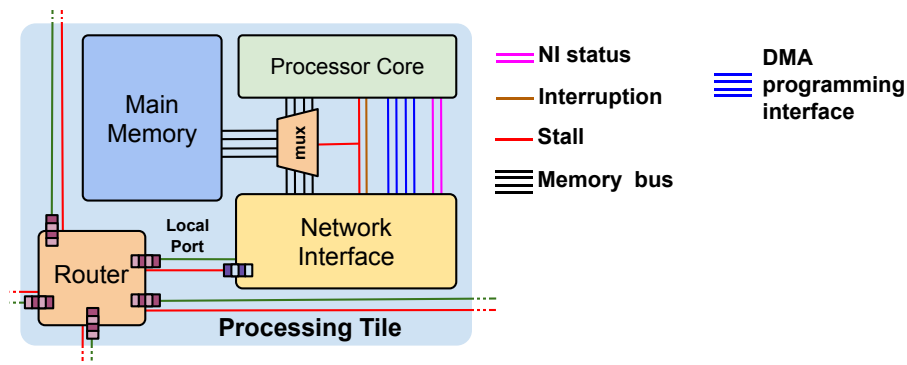 Main
Memory
Processor Core
mux
Network
Interface
Local
Port
Router
Processing Tile
NI status
Interruption
Stall
Memory bus
DMA
programming
interface